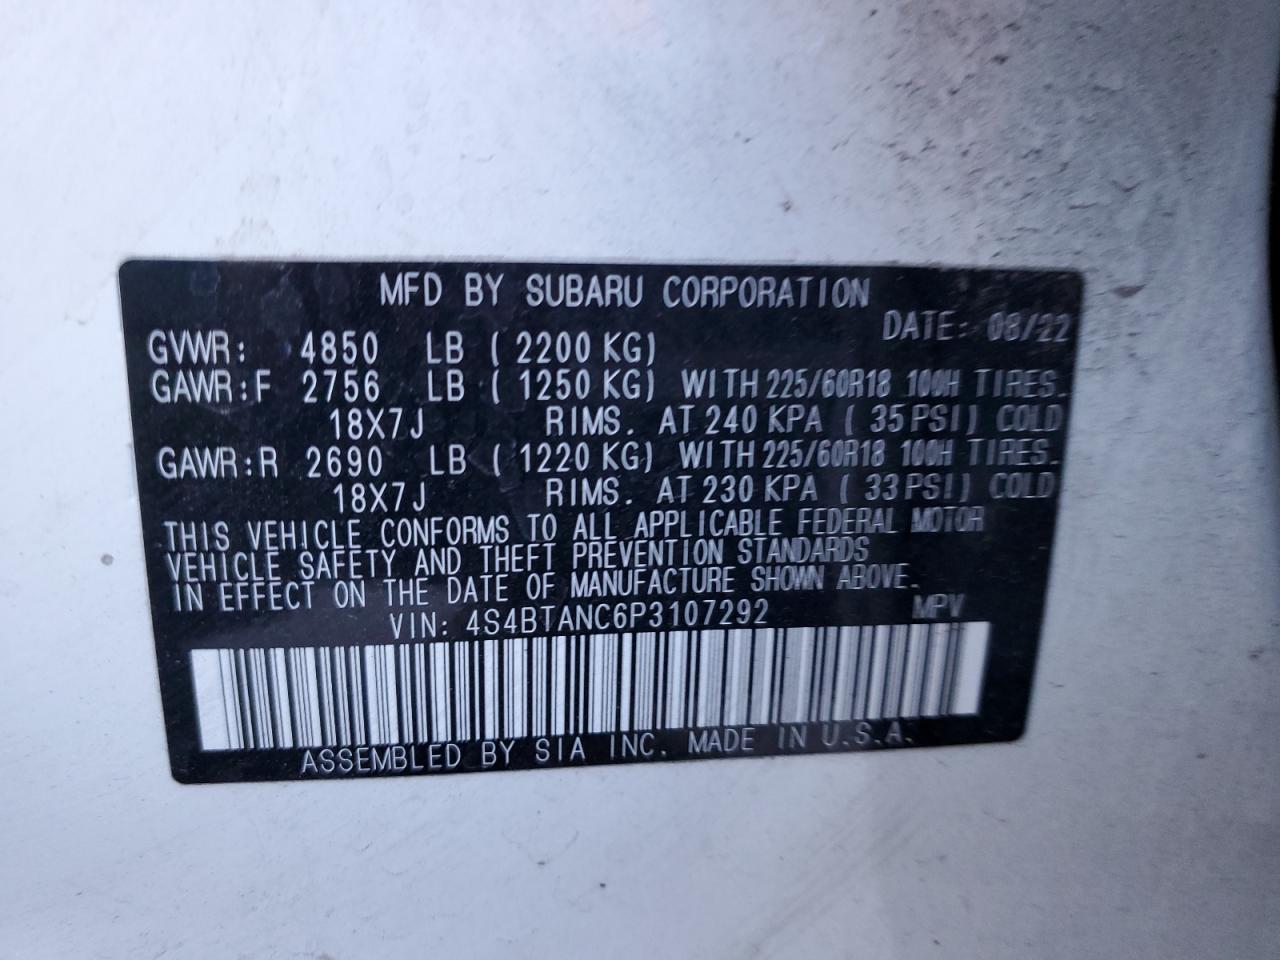 MFD BY SUBARU CORPORATION
DATE: 08/22
GVWR: 4850 LB ( 2200 KG)
GAWR:F 2756 LB ( 1250 KG) WITH 225/60R18 100H TIRES.
18X7J RIMS. AT 240 KPA ( 35 PSI) COLD
GAWR:R 2690 LB ( 1220 KG) WITH 225/60R18 100H TIRES.
18X7J RIMS. AT 230 KPA ( 33 PSI) COLD
THIS VEHICLE CONFORMS TO ALL APPLICABLE FEDERAL MOTOR
VEHICLE SAFETY AND THEFT PREVENTION STANDARDS
IN EFFECT ON THE DATE OF MANUFACTURE SHOWN ABOVE.
VIN: 4S4BTANC6P3107292 MPV
ASSEMBLED BY SIA INC. MADE IN U.S.A.